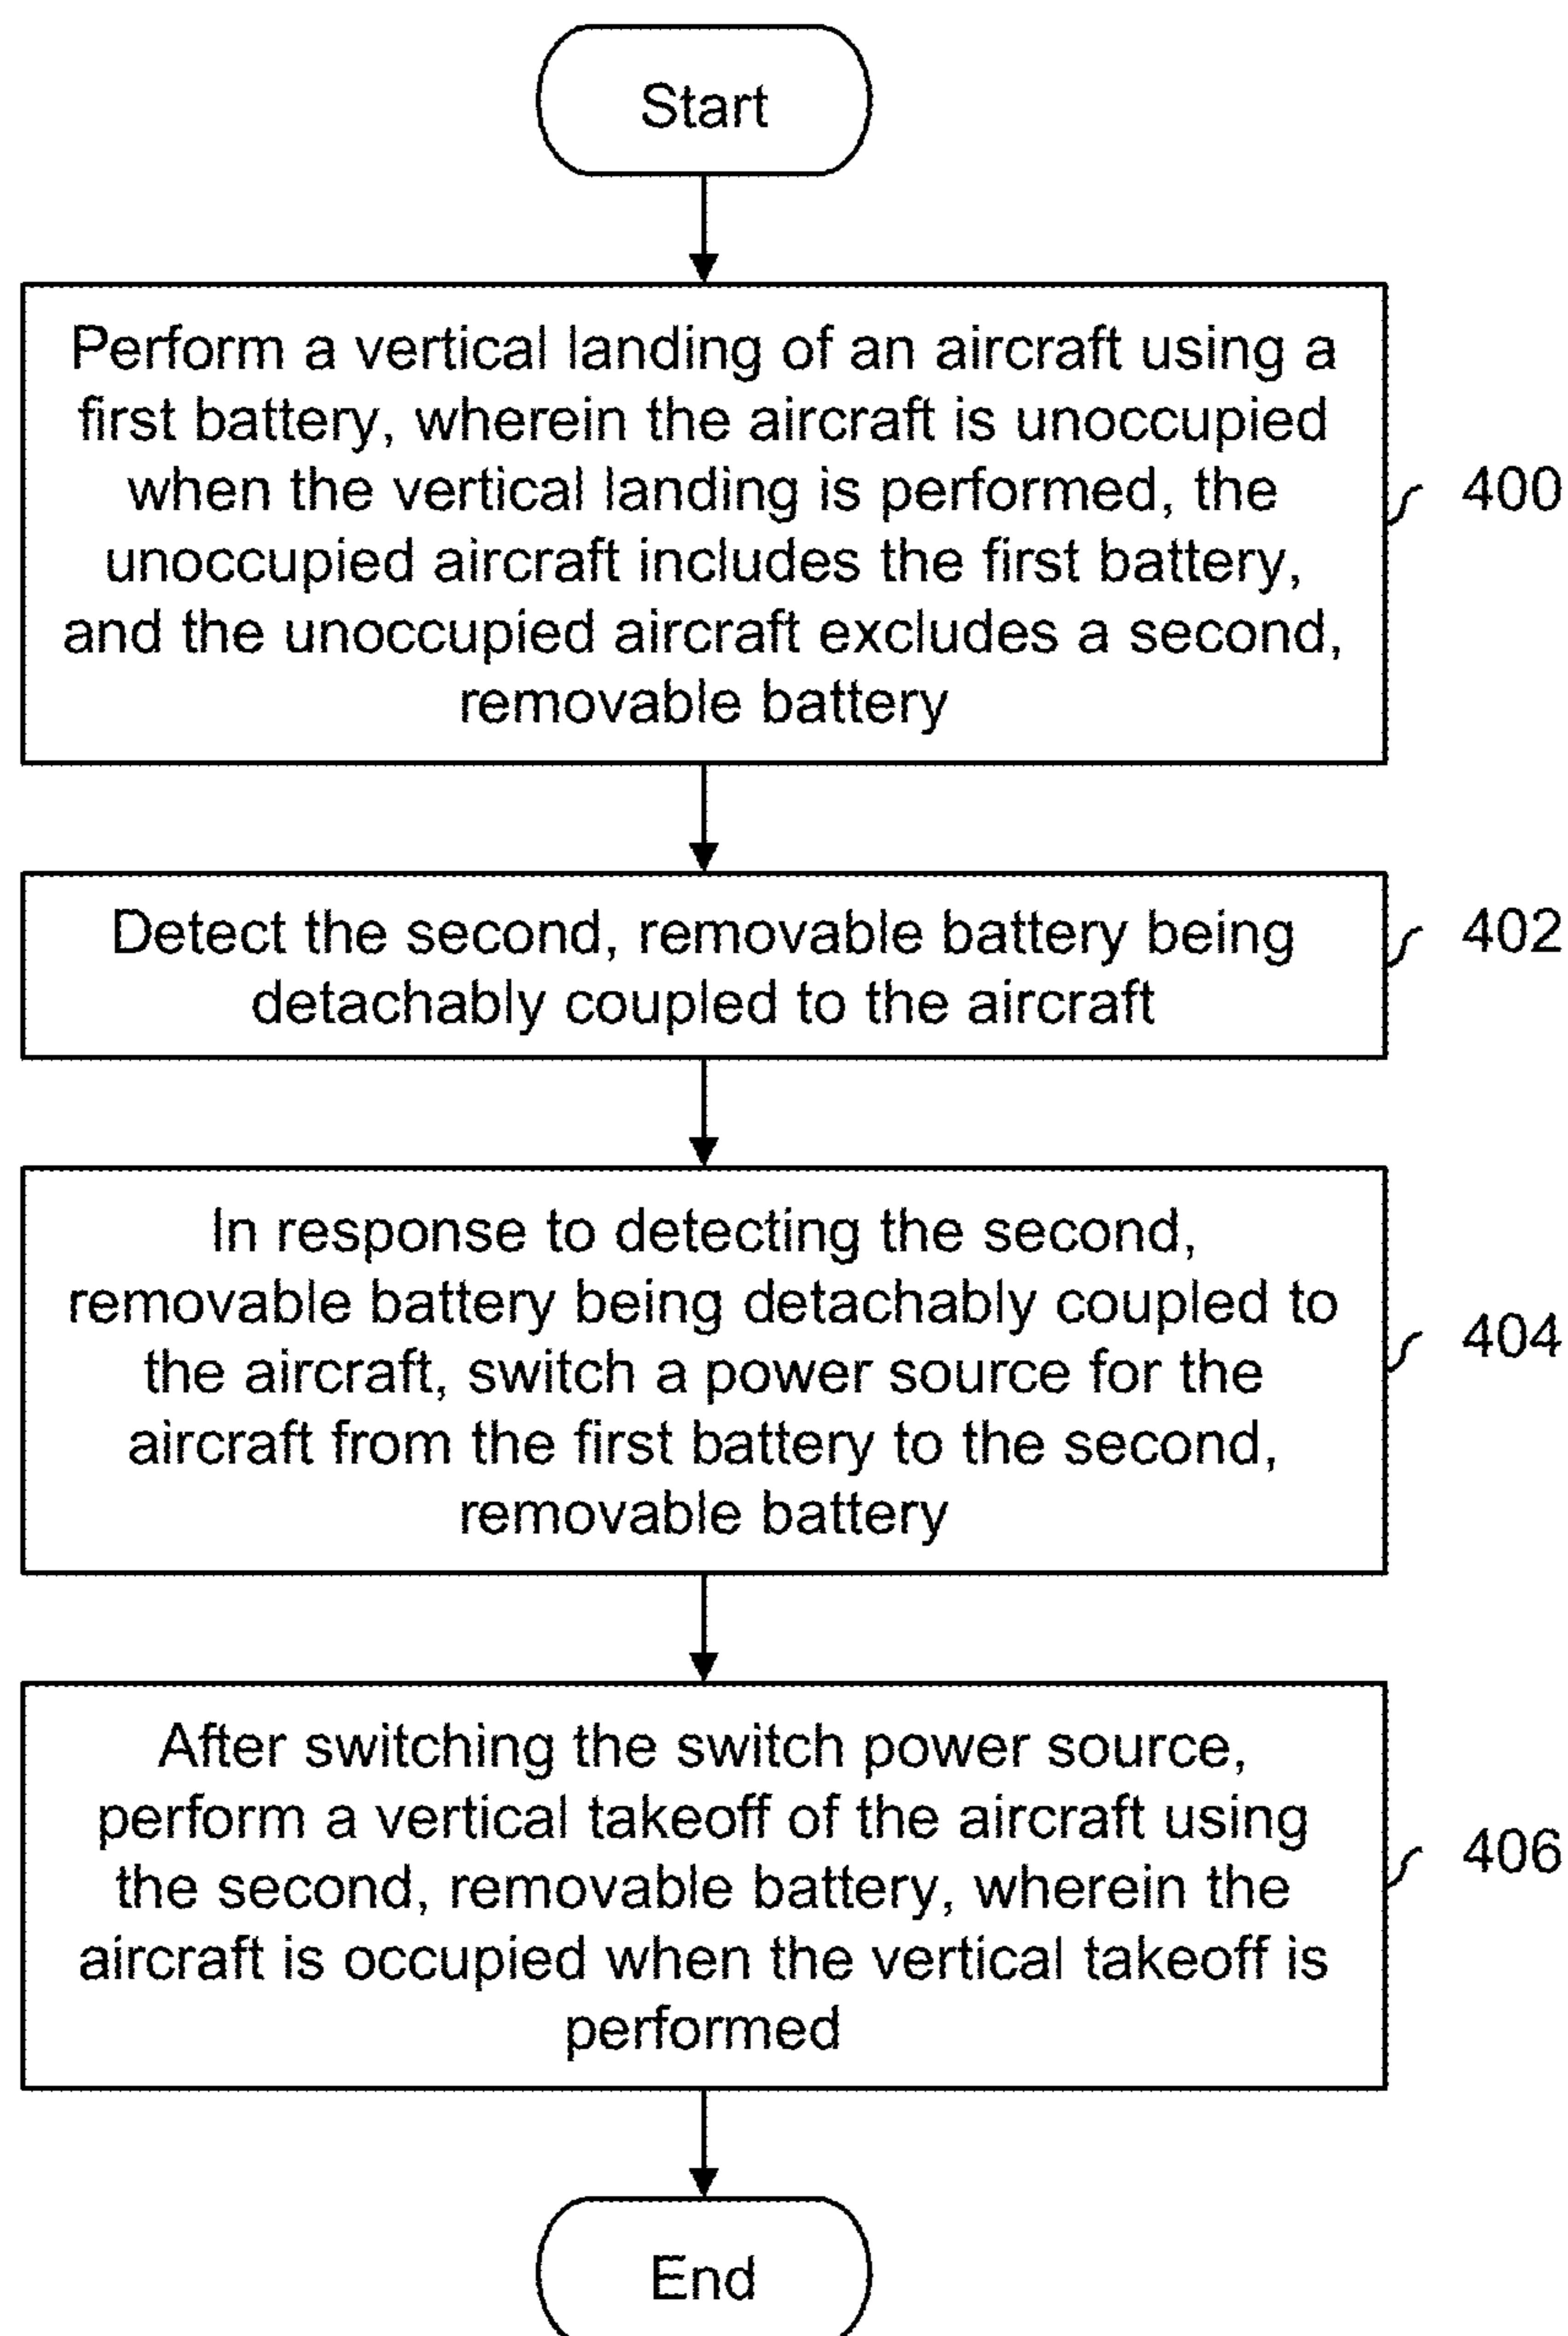 Start
Perform a vertical landing of an aircraft using a
first battery, wherein the aircraft is unoccupied
when the vertical landing is performed, the
unoccupied aircraft includes the first battery,
and the unoccupied aircraft excludes a second,
removable battery
400
Detect the second, removable battery being
detachably coupled to the aircraft
402
In response to detecting the second,
removable battery being detachably coupled to
the aircraft, switch a power source for the
aircraft from the first battery to the second,
removable battery
404
After switching the switch power source,
perform a vertical takeoff of the aircraft using
the second, removable battery, wherein the
aircraft is occupied when the vertical takeoff is
performed
406
End